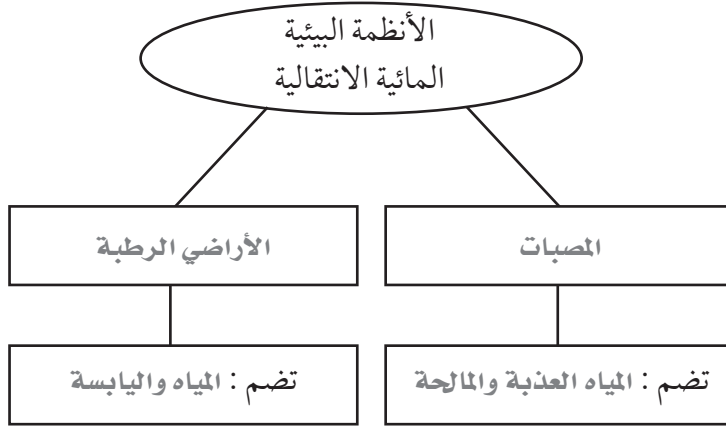 الأنظمة البيئية
المائية الانتقالية
المصبات
الأراضي الرطبة
تضم : المياه العذبة والمالحة
تضم : المياه واليابسة